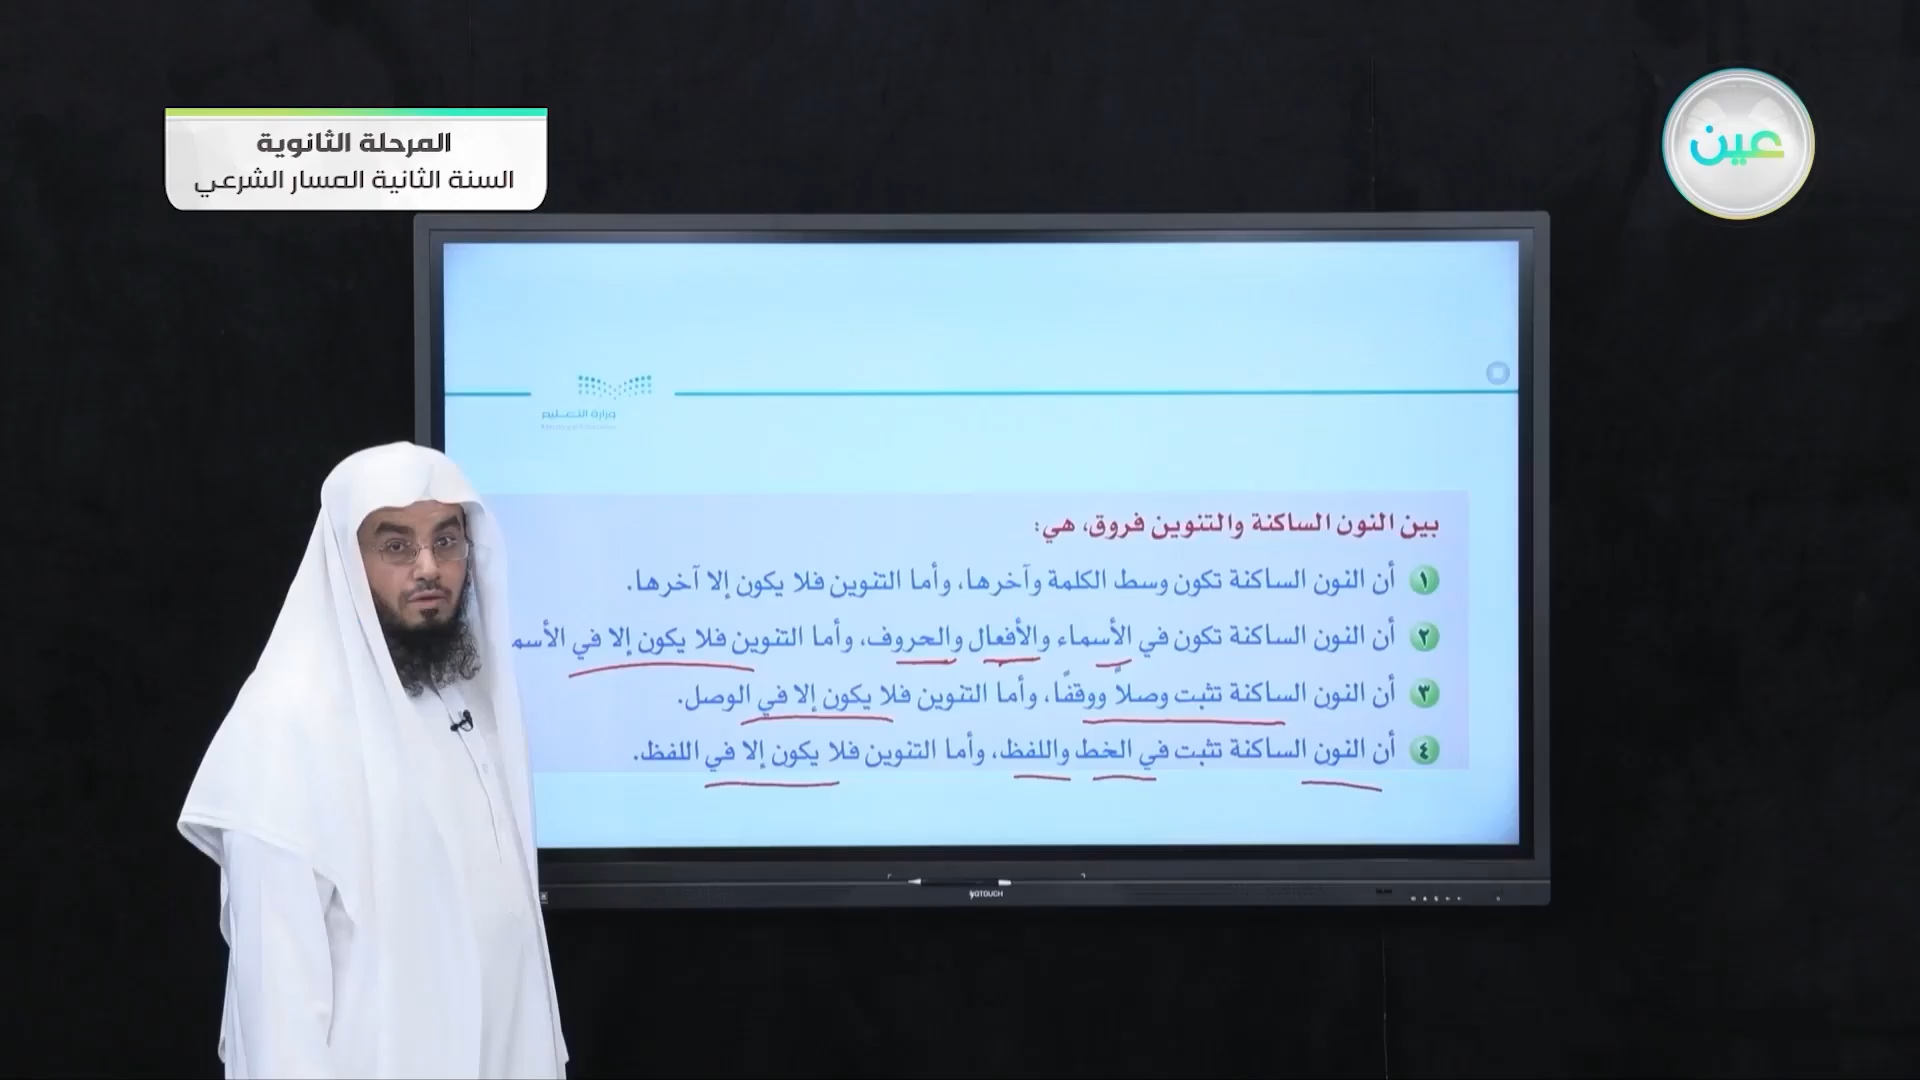 المرحلة الثانوية
السنة الثانية المسار الشرعي
عين
وزارة التعليم
بين النون الساكنة والتنوين فروق، هي:
١ أن النون الساكنة تكون وسط الكلمة وآخرها، وأما التنوين فلا يكون إلا آخرها.
٢ أن النون الساكنة تكون في الأسماء والأفعال والحروف، وأما التنوين فلا يكون إلا في الأسم
٣ أن النون الساكنة تثبت وصلاً ووقفًا، وأما التنوين فلا يكون إلا في الوصل.
٤ أن النون الساكنة تثبت في الخط واللفظ، وأما التنوين فلا يكون إلا في اللفظ.